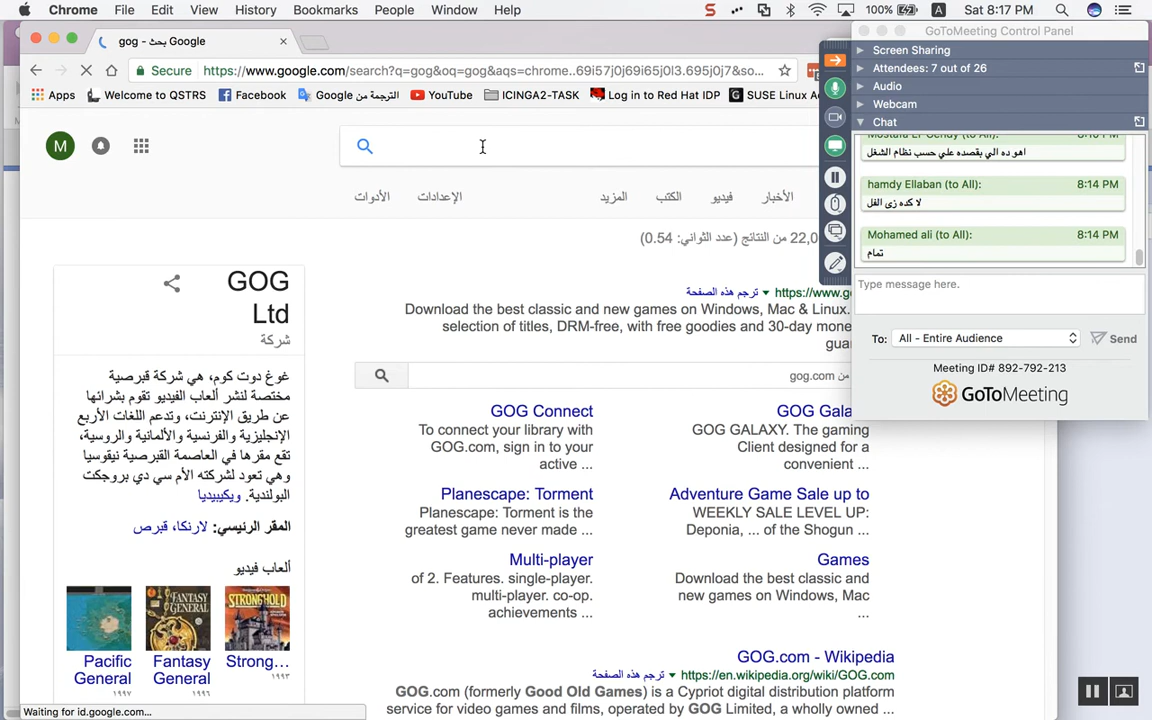 Chrome File Edit View History Bookmarks People Window Help
100% Sat 8:17 PM
gog - بحث Google
Secure https://www.google.com/search?q=gog&oq=gog&aqs=chrome..69i57j69i65j0l3.695j0j7&so...
Apps Welcome to QSTRS Facebook Google الترجمة من YouTube ICINGA2-TASK Log in to Red Hat IDP SUSE Linux
M
الأخبار فيديو الكتب المزيد الإعدادات الأدوات
من النتائج (عدد الثواني: 0.54)
GOG
Ltd
شركة
غوغ دوت كوم، هي شركة قبرصية
مختصة لنشر ألعاب الفيديو تقوم بشرائها
عن طريق الإنترنت، وتدعم اللغات الأربع
الإنجليزية والفرنسية والألمانية والروسية،
تقع مقرها في العاصمة القبرصية نيقوسيا
وهي تعود لشركته الأم سي دي بروجكت
البولندية. ويكيبيديا
المقر الرئيسي: لارنكا، قبرص
ألعاب فيديو
Pacific
General
١٩٩٧
Fantasy
General
١٩٩٦
Strong...
١٩٩٣
ترجم هذه الصفحة https://www.go
Download the best classic and new games on Windows, Mac & Linux.
selection of titles, DRM-free, with free goodies and 30-day mone
gua
من gog.com
GOG Connect
To connect your library with
GOG.com, sign in to your
active ...
GOG Gala
GOG GALAXY. The gaming
Client designed for a
convenient ...
Planescape: Torment
Planescape: Torment is the
greatest game never made ...
Adventure Game Sale up to
WEEKLY SALE LEVEL UP:
Deponia, ... of the Shogun ...
Multi-player
of 2. Features. single-player.
multi-player. co-op.
achievements ...
Games
Download the best classic and
new games on Windows, Mac
...
GOG.com - Wikipedia
ترجم هذه الصفحة https://en.wikipedia.org/wiki/GOG.com
GOG.com (formerly Good Old Games) is a Cypriot digital distribution platform
service for video games and films, operated by GOG Limited, a wholly owned ...
Waiting for id.google.com...
GoToMeeting Control Panel
Screen Sharing
Attendees: 7 out of 26
Audio
Webcam
Chat
اهو ده الي بقصده علي حسب نظام الشغل
hamdy Ellaban (to All): 8:14 PM
لا كده زى الفل
Mohamed ali (to All): 8:14 PM
تمام
Type message here.
To: All - Entire Audience Send
Meeting ID# 892-792-213
GoToMeeting